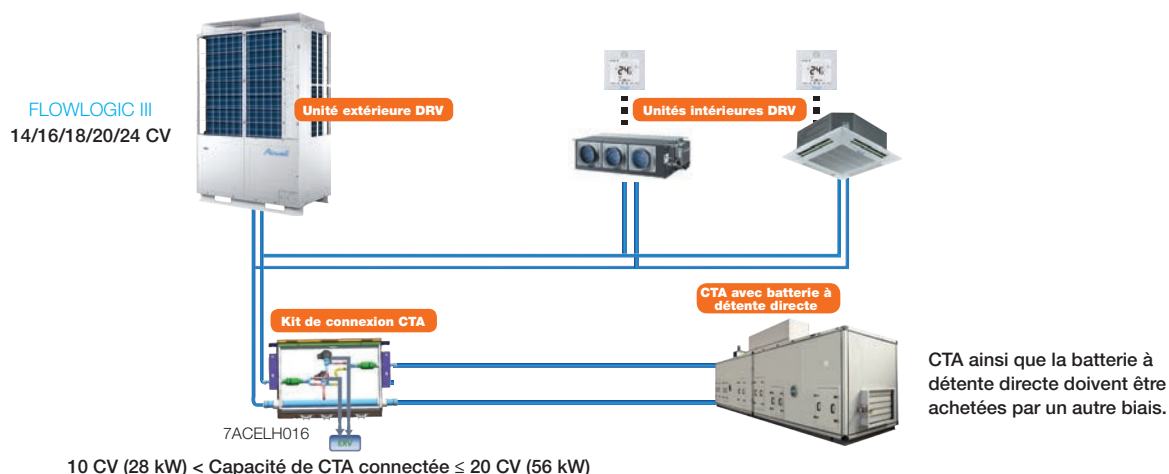 FLOWLOGIC III
14/16/18/20/24 CV
Unité extérieure DRV
Airwell
Unités intérieures DRV
Kit de connexion CTA
CTA avec batterie à
détente directe
CTA ainsi que la batterie à
détente directe doivent être
achetées par un autre biais.
EXV
7ACELH016
10 CV (28 kW) < Capacité de CTA connectée ≤ 20 CV (56 kW)